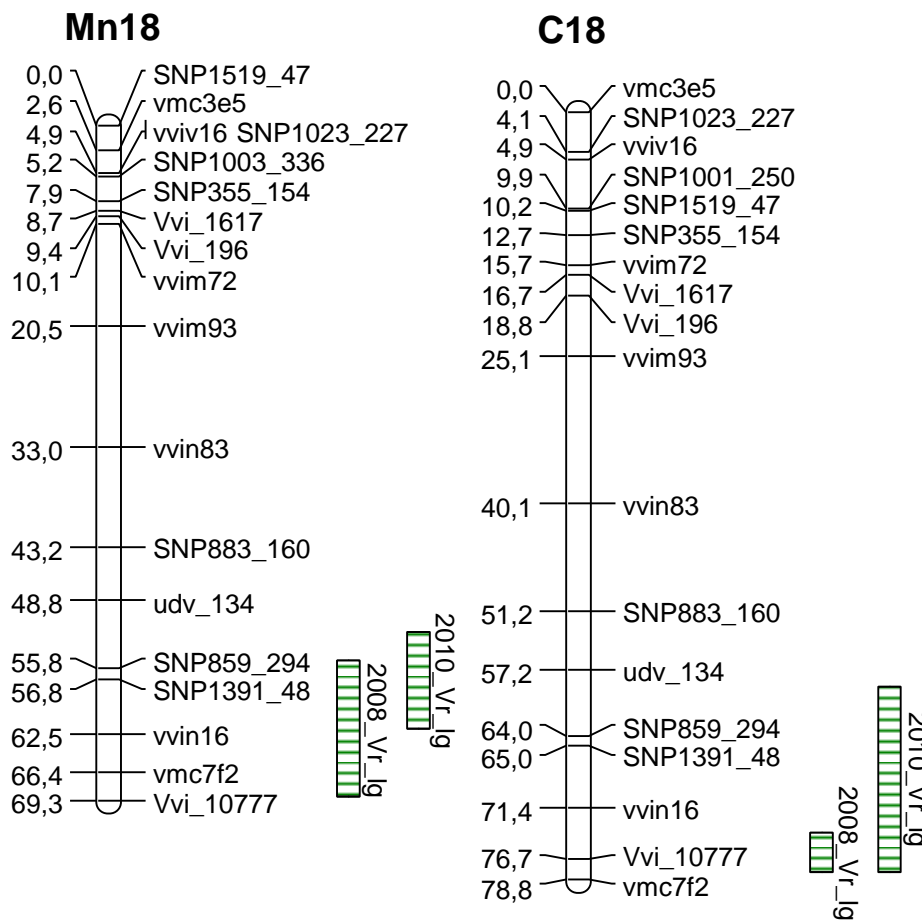 Mn18
0,0 SNP1519_47
2,6 vmc3e5
4,9 vviv16 SNP1023_227
5,2 SNP1003_336
7,9 SNP355_154
8,7 Vvi_1617
9,4 Vvi_196
10,1 vvim72
20,5 vvim93
33,0 vvin83
43,2 SNP883_160
48,8 udv_134
55,8 SNP859_294
56,8 SNP1391_48
62,5 vvin16
66,4 vmc7f2
69,3 Vvi_10777
2008_Vr_lg
2010_Vr_lg
C18
0,0 vmc3e5
4,1 SNP1023_227
4,9 vviv16
9,9 SNP1001_250
10,2 SNP1519_47
12,7 SNP355_154
15,7 vvim72
16,7 Vvi_1617
18,8 Vvi_196
25,1 vvim93
40,1 vvin83
51,2 SNP883_160
57,2 udv_134
64,0 SNP859_294
65,0 SNP1391_48
71,4 vvin16
76,7 Vvi_10777
78,8 vmc7f2
2008_Vr_lg
2010_Vr_lg